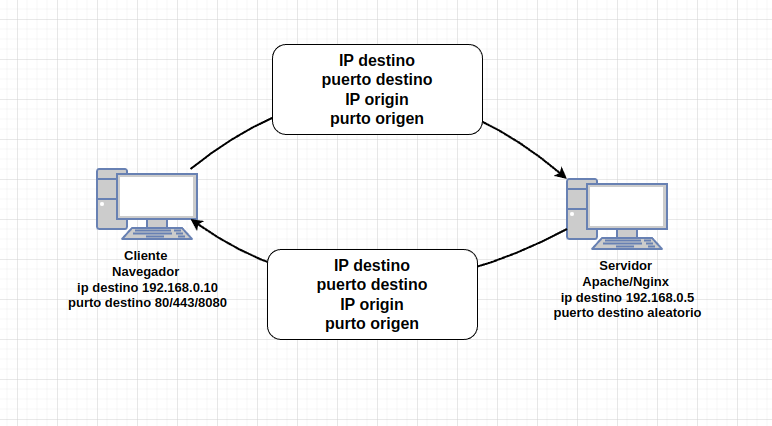 IP destino
puerto destino
IP origin
purto origen
Cliente
Navegador
ip destino 192.168.0.10
purto destino 80/443/8080
IP destino
puerto destino
IP origin
purto origen
Servidor
Apache/Nginx
ip destino 192.168.0.5
puerto destino aleatorio